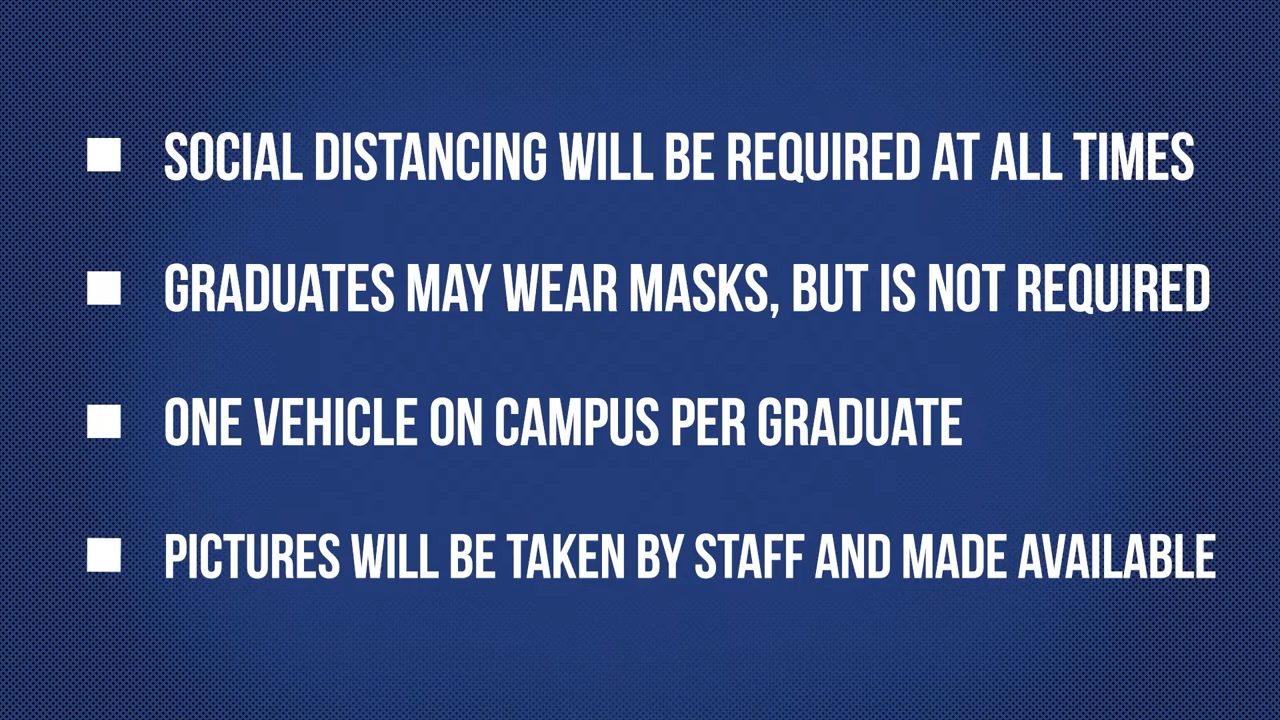 SOCIAL DISTANCING WILL BE REQUIRED AT ALL TIMES
GRADUATES MAY WEAR MASKS, BUT IS NOT REQUIRED
ONE VEHICLE ON CAMPUS PER GRADUATE
PICTURES WILL BE TAKEN BY STAFF AND MADE AVAILABLE